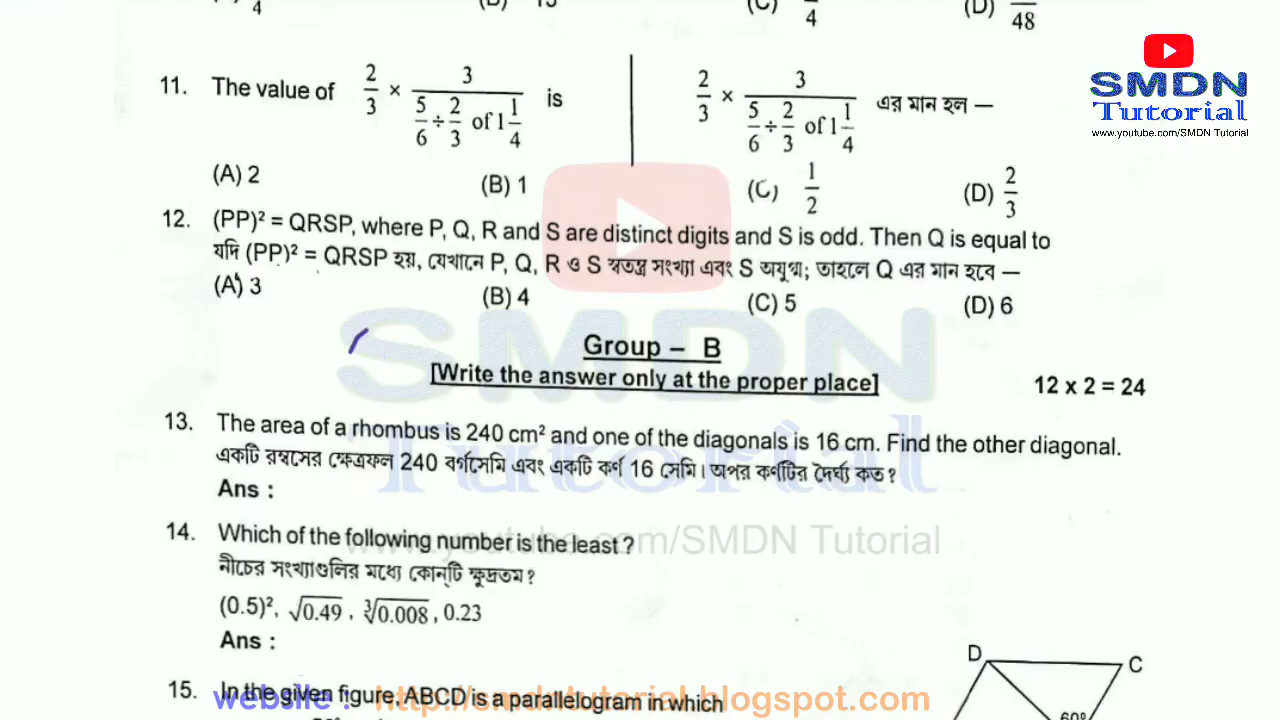 4 (B) 15 (C) 4 (D) 48
11. The value of 2/3 × 3/(5/6 ÷ 2/3 of 1 1/4) is
2/3 × 3/(5/6 ÷ 2/3 of 1 1/4) এর মান হল —
(A) 2 (B) 1 (C) 1/2 (D) 2/3
12. (PP)² = QRSP, where P, Q, R and S are distinct digits and S is odd. Then Q is equal to
যদি (PP)² = QRSP হয়, যেখানে P, Q, R ও S স্বতন্ত্র সংখ্যা এবং S অযুগ্ম; তাহলে Q এর মান হবে —
(A) 3 (B) 4 (C) 5 (D) 6
Group – B
[Write the answer only at the proper place]
12 x 2 = 24
13. The area of a rhombus is 240 cm² and one of the diagonals is 16 cm. Find the other diagonal.
একটি রম্বসের ক্ষেত্রফল 240 বর্গসেমি এবং একটি কর্ণ 16 সেমি। অপর কর্ণটির দৈর্ঘ্য কত?
Ans :
14. Which of the following number is the least ?
নীচের সংখ্যাগুলির মধ্যে কোন্‌টি ক্ষুদ্রতম?
(0.5)², √0.49 , ∛0.008 , 0.23
Ans :
15. In the given figure, ABCD is a parallelogram in which
D C
60°
SMDN
Tutorial
www.youtube.com/SMDN Tutorial
SMDN
Tutorial
www.youtube.com/SMDN Tutorial
website : http://smdntutorial.blogspot.com